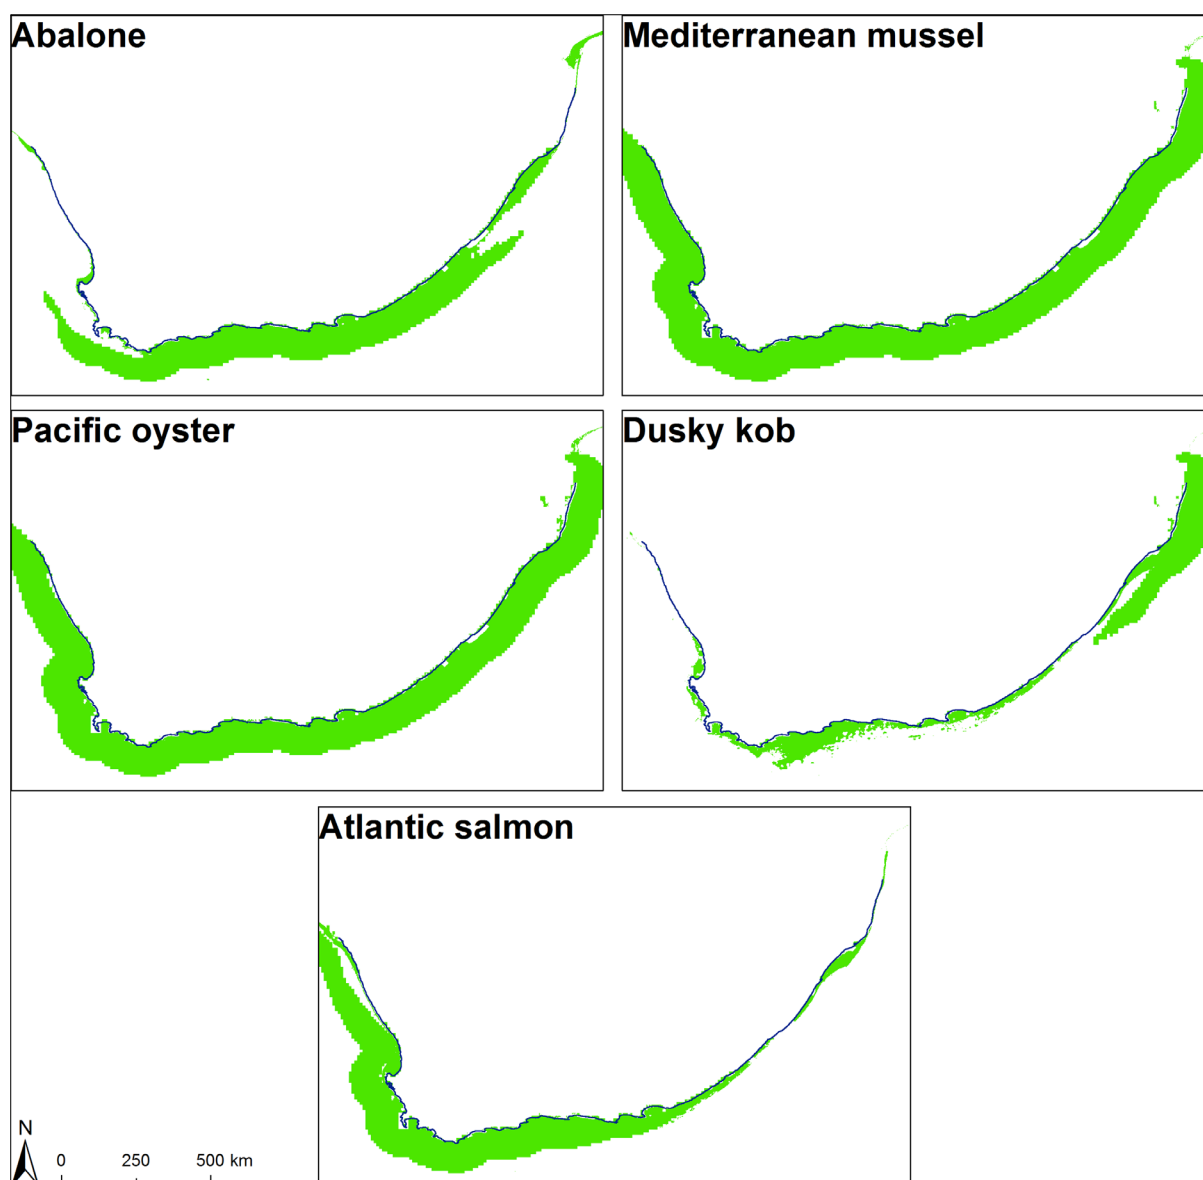 Abalone
Mediterranean mussel
Pacific oyster
Dusky kob
Atlantic salmon
N
0 250 500 km